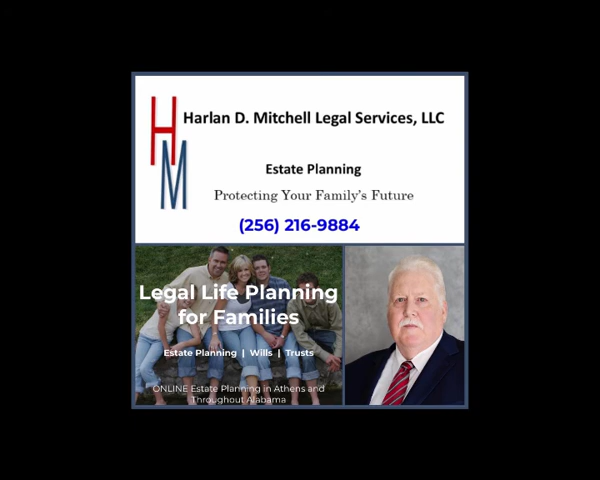 HM
Harlan D. Mitchell Legal Services, LLC
Estate Planning
Protecting Your Family's Future
(256) 216-9884
Legal Life Planning
for Families
Estate Planning | Wills | Trusts
ONLINE Estate Planning in Athens and
Throughout Alabama